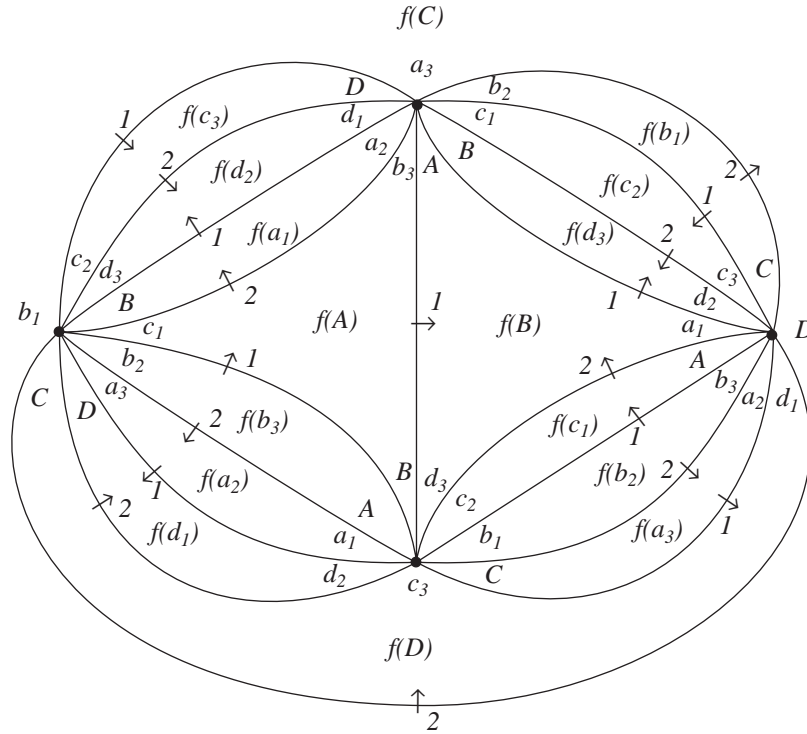 f(C)
a3
D b2
1 f(c3) d1 c1 f(b1)
2 f(d2) a2 b3 A B f(c2) 2
1 f(a1) f(d3) 2 1
c2 d3 2 1 c3 C
b1 B c1 f(A) 1 f(B) d2 D
b2 1 2 a1 A
C a3 b3 a2 d1
D 2 f(b3) f(c1) 1
1 f(a2) B d3 f(b2)
2 A c2 2 f(a3) 1
f(d1) a1 b1
d2 c3 C
f(D)
2